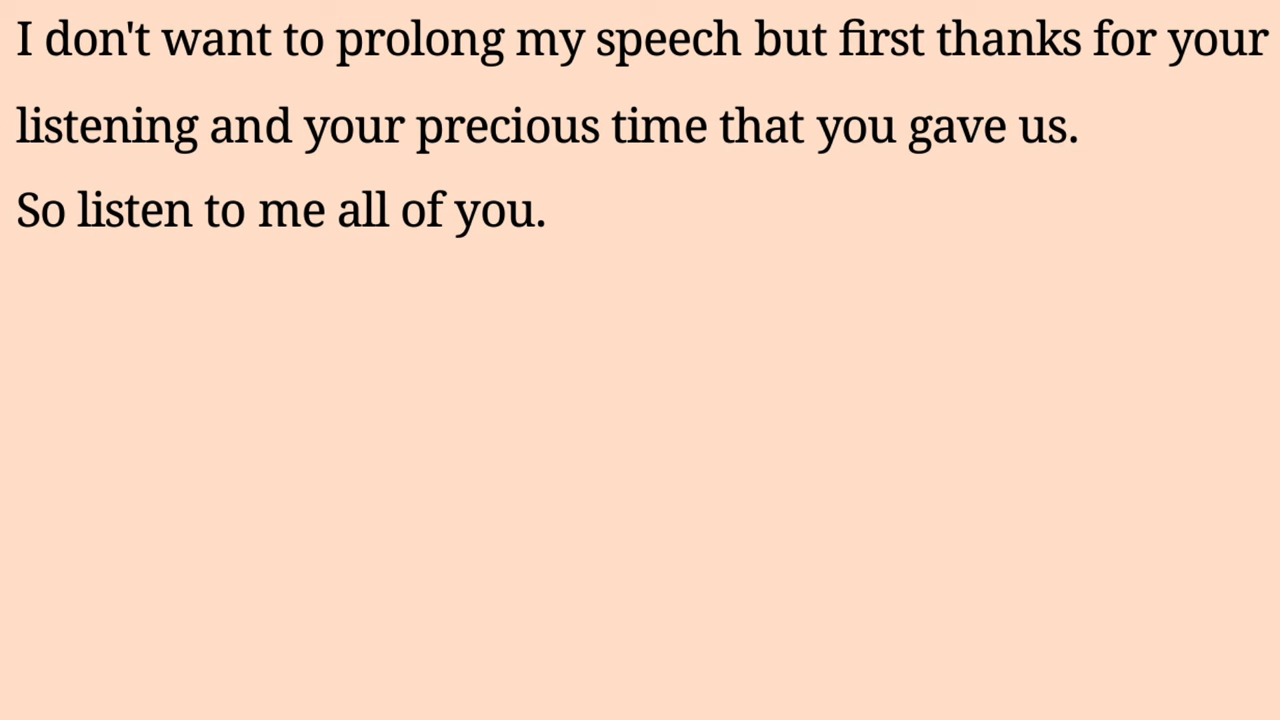 I don't want to prolong my speech but first thanks for your
listening and your precious time that you gave us.
So listen to me all of you.